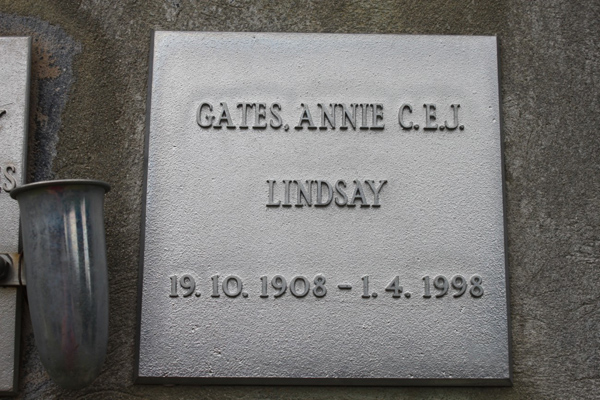 GATES, ANNIE C.E.J.
LINDSAY
19. 10. 1908 – 1. 4. 1998